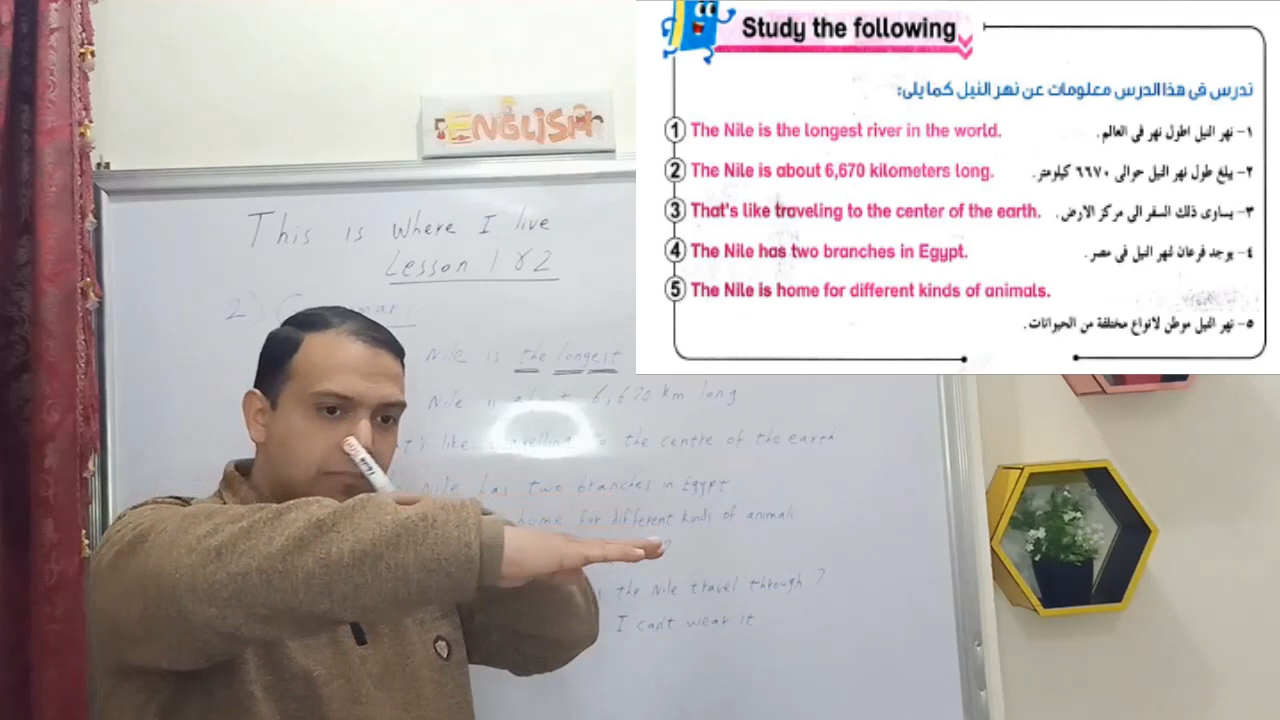 Study the following
تدرس في هذا الدرس معلومات عن نهر النيل كما يلي:
① The Nile is the longest river in the world.
١- نهر النيل اطول نهر في العالم.
② The Nile is about 6,670 kilometers long.
٢- يبلغ طول نهر النيل حوالى ٦٦٧٠ كيلومتر.
③ That's like traveling to the center of the earth.
٣- يساوى ذلك السفر الى مركز الارض.
④ The Nile has two branches in Egypt.
٤- يوجد فرعان لنهر النيل في مصر.
⑤ The Nile is home for different kinds of animals.
٥- نهر النيل موطن لانواع مختلفة من الحيوانات.
ENGLISH
This is where I live
Lesson 1 & 2
2)
Nile is the longest
Nile is about 6,670 km long
like travelling to the centre of the earth
Nile has two branches in Egypt
home for different kinds of animals
?
the Nile travel through ?
I can't wear it